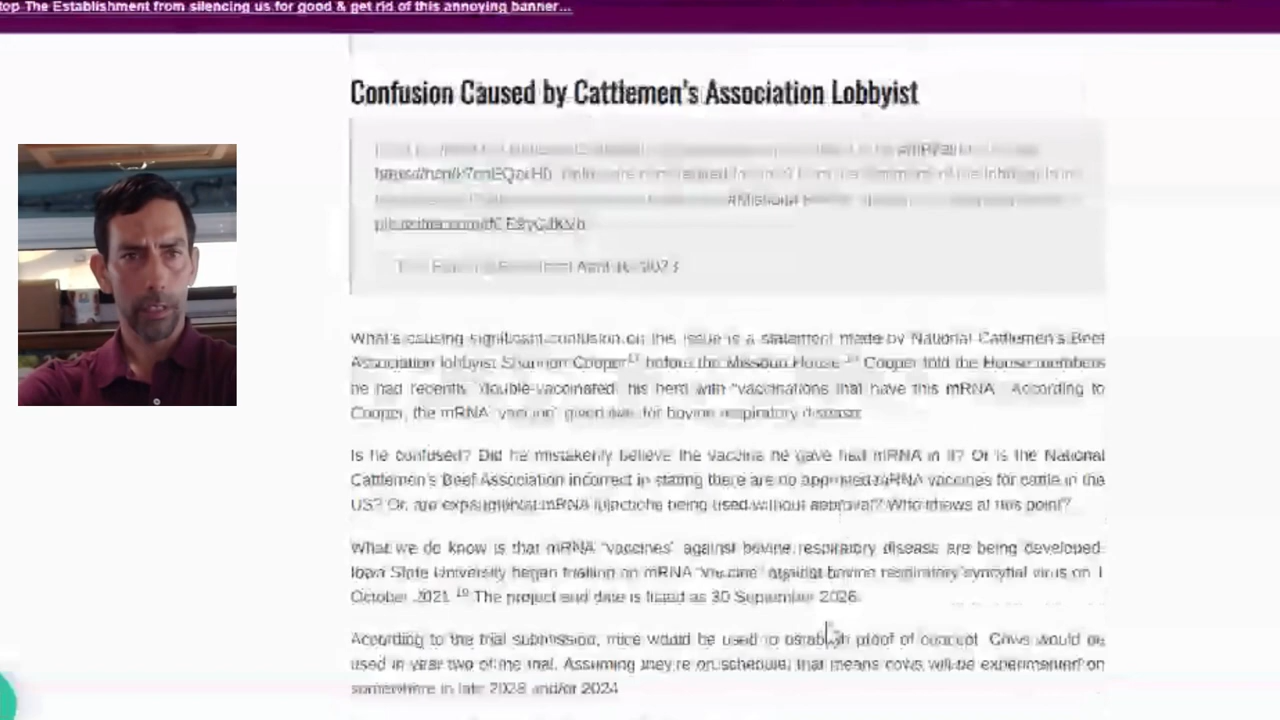 top The Establishment from silencing us for good & get rid of this annoying banner...
Confusion Caused by Cattlemen's Association Lobbyist
#Missouri
April 2023
What's causing significant confusion on this issue is a statement made by National Cattlemen's Beef
Association lobbyist Shannon Cooper before the Missouri House. Cooper told the House members
he had recently "double-vaccinated" his herd with "vaccinations that have this mRNA." According to
Cooper, the mRNA "vaccine" given was for bovine respiratory disease.
Is he confused? Did he mistakenly believe the vaccine he gave had mRNA in it? Or is the National
Cattlemen's Beef Association incorrect in stating there are no approved mRNA vaccines for cattle in the
US? Or, are experimental mRNA injections being used without approval? Who knows at this point?
What we do know is that mRNA "vaccines" against bovine respiratory disease are being developed.
Iowa State University began trialling an mRNA "vaccine" against bovine respiratory syncytial virus on 1
October 2021. The project end date is listed as 30 September 2026.
According to the trial submission, mice would be used to establish proof of concept. Cows would be
used in year two of the trial. Assuming they're on schedule, that means cows will be experimented on
somewhere in late 2023 and/or 2024.